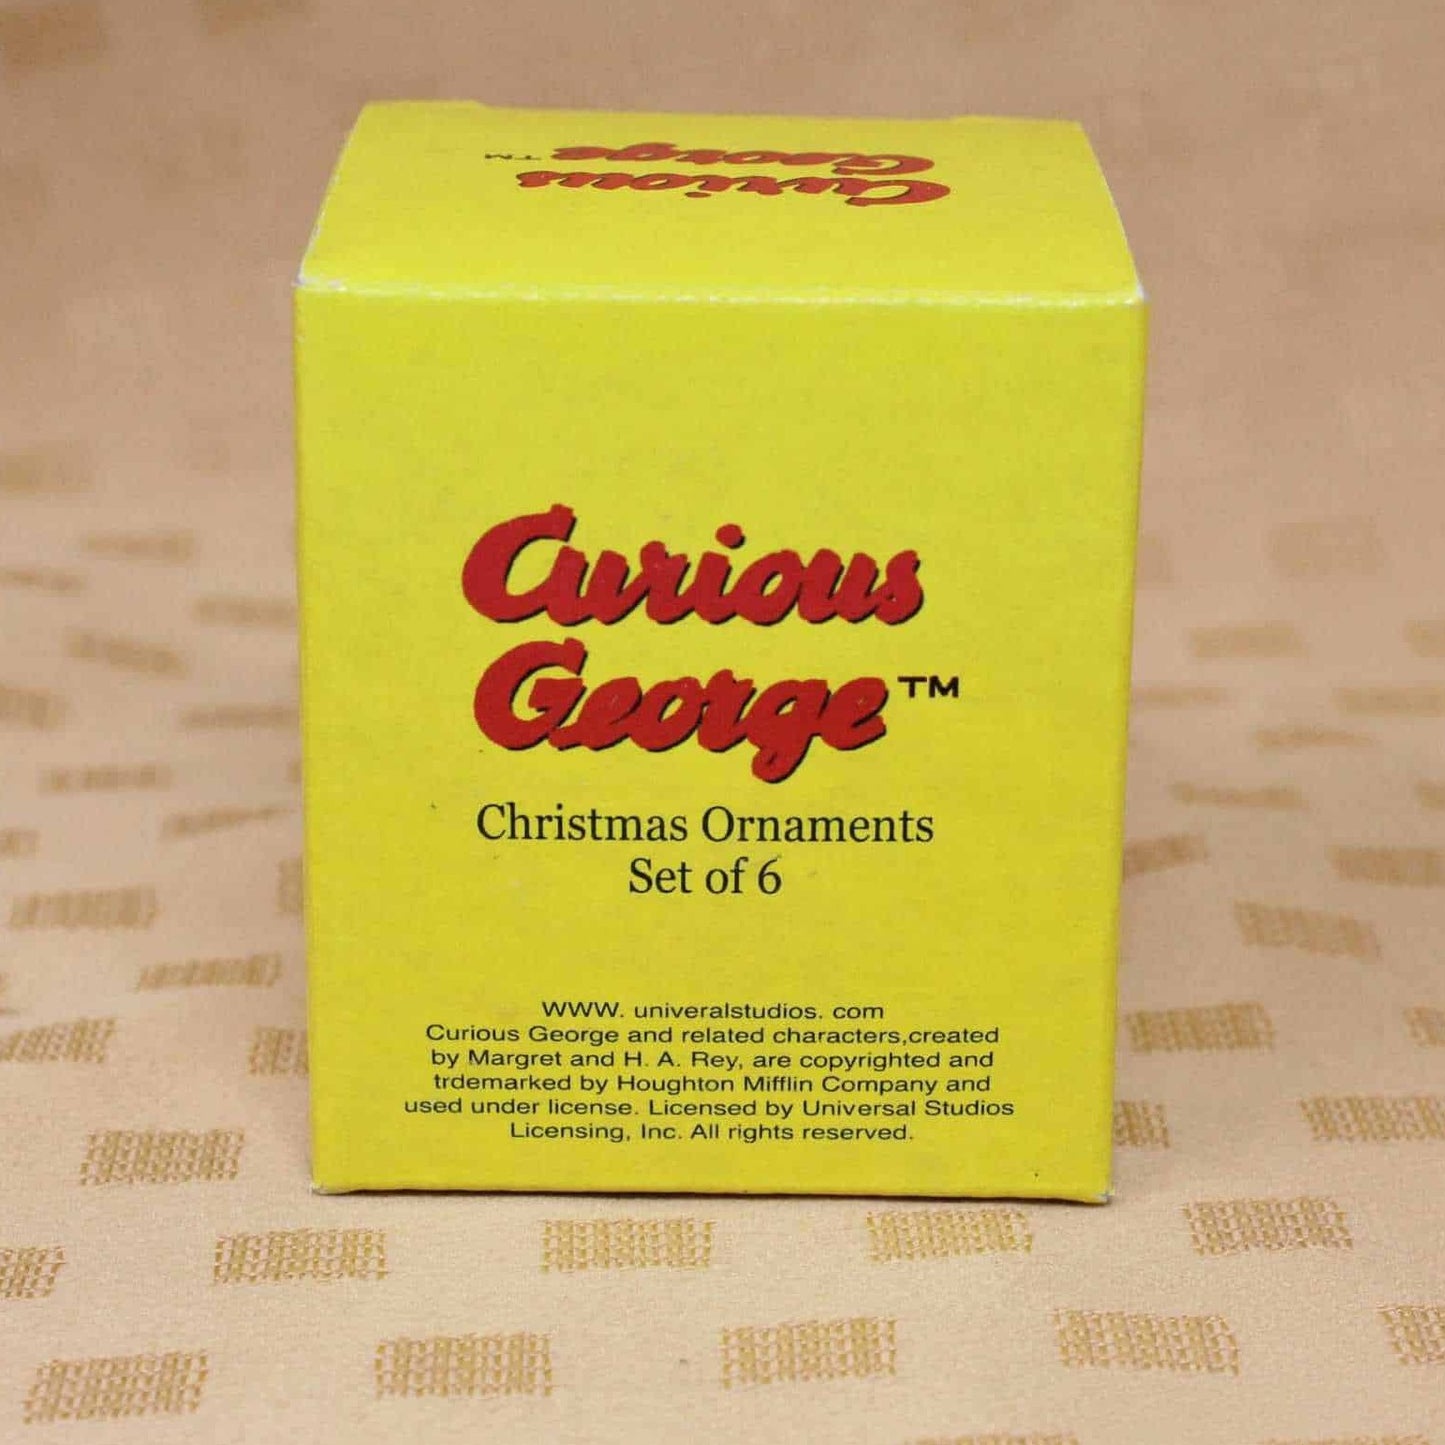 Curious
George™
Curious
George™
Christmas Ornaments
Set of 6
WWW. univeralstudios. com
Curious George and related characters,created
by Margret and H. A. Rey, are copyrighted and
trdemarked by Houghton Mifflin Company and
used under license. Licensed by Universal Studios
Licensing, Inc. All rights reserved.